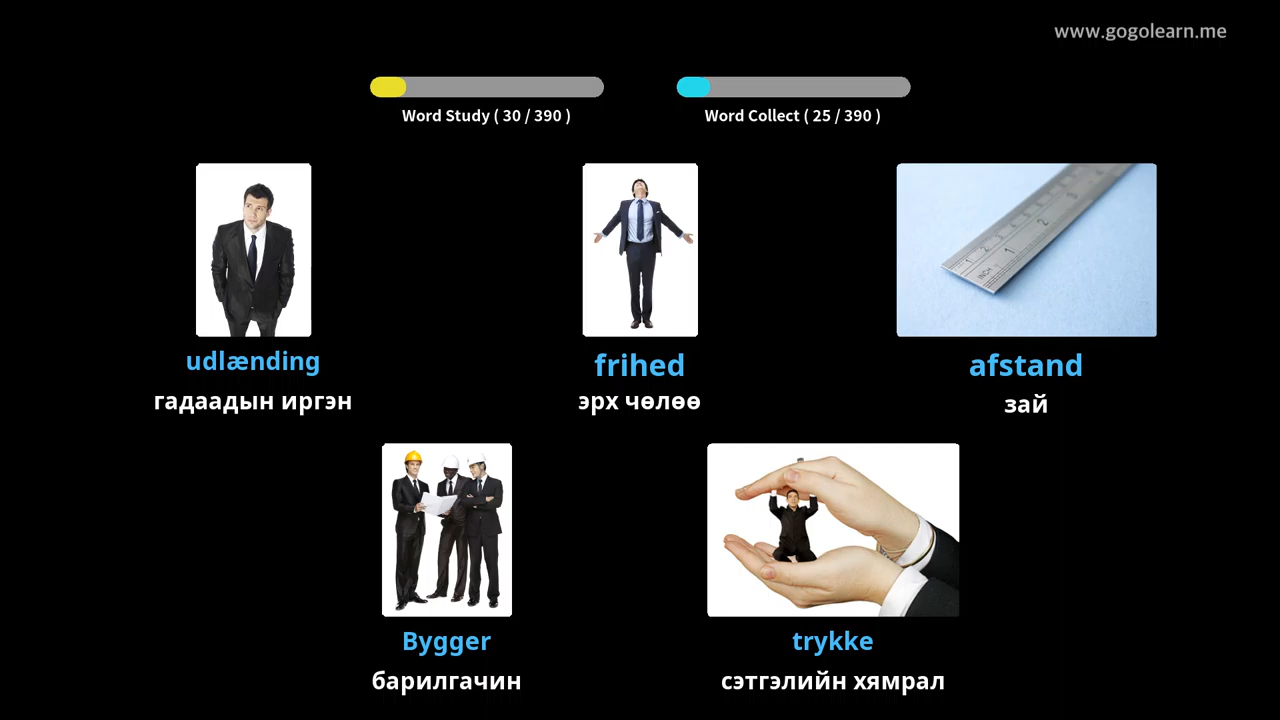 www.gogolearn.me
Word Study ( 30 / 390 )
Word Collect ( 25 / 390 )
udlænding
frihed
afstand
гадаадын иргэн
эрх чөлөө
зай
Bygger
trykke
барилгачин
сэтгэлийн хямрал